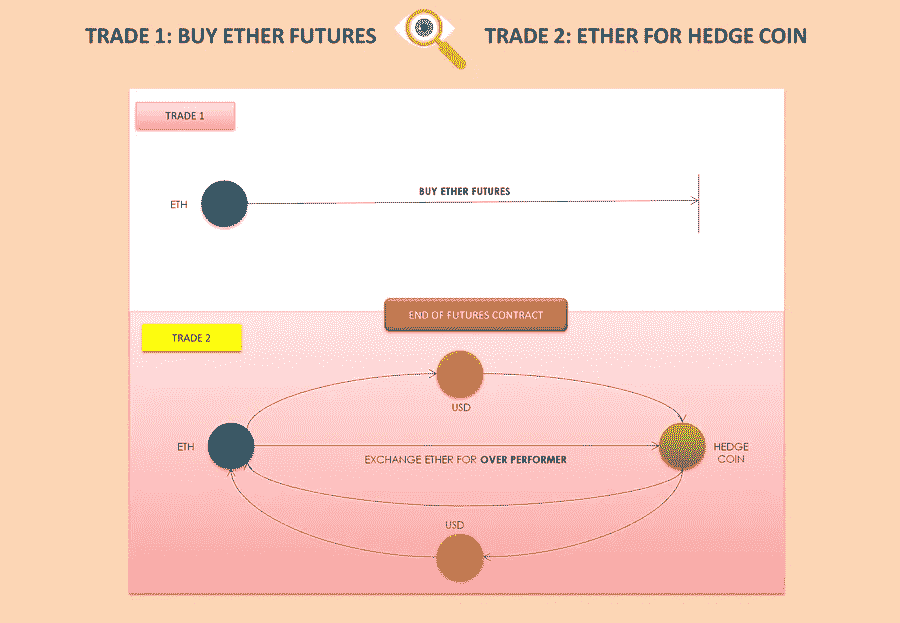 TRADE 1: BUY ETHER FUTURES
TRADE 2: ETHER FOR HEDGE COIN
TRADE 1
BUY ETHER FUTURES
ETH
END OF FUTURES CONTRACT
TRADE 2
USD
ETH
EXCHANGE ETHER FOR OVER PERFORMER
HEDGE
COIN
USD